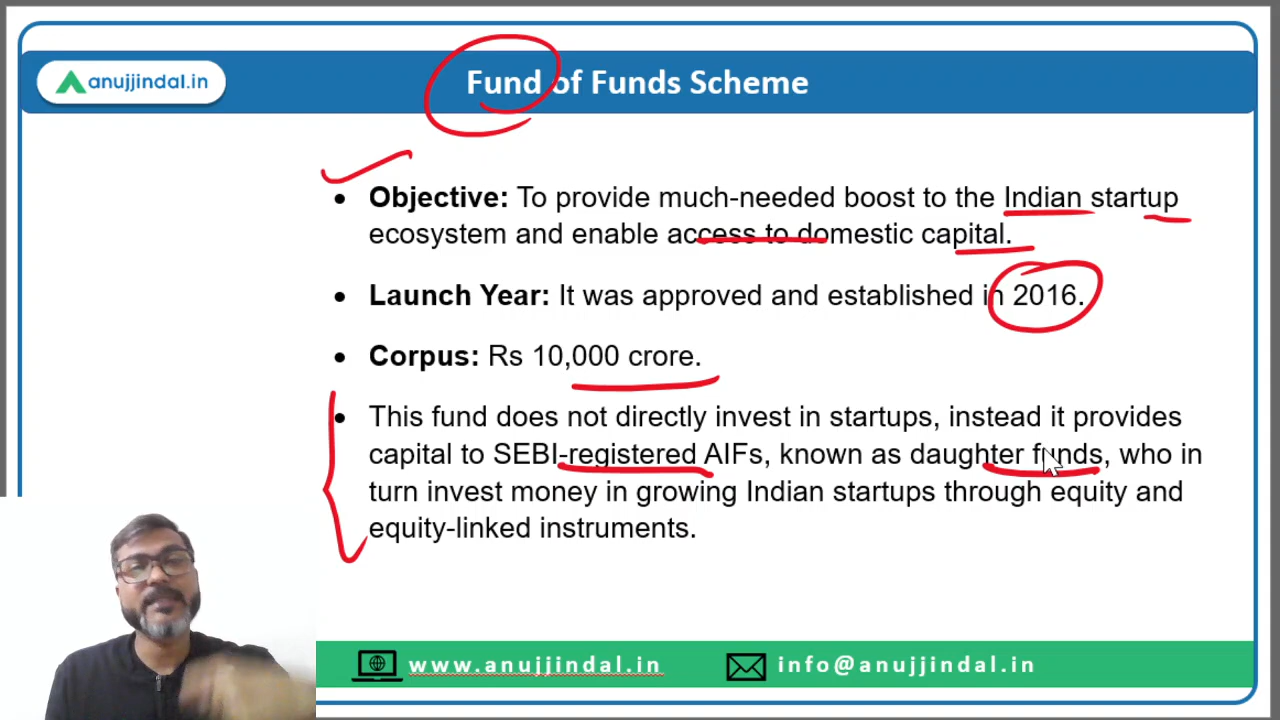 anujjindal.in
Fund of Funds Scheme
• Objective: To provide much-needed boost to the Indian startup
ecosystem and enable access to domestic capital.
• Launch Year: It was approved and established in 2016.
• Corpus: Rs 10,000 crore.
• This fund does not directly invest in startups, instead it provides
capital to SEBI-registered AIFs, known as daughter funds, who in
turn invest money in growing Indian startups through equity and
equity-linked instruments.
www.anujjindal.in
info@anujjindal.in